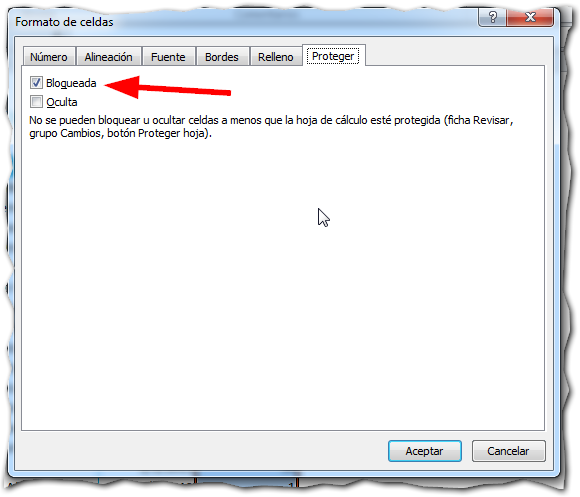 Formato de celdas
Número Alineación Fuente Bordes Relleno Proteger
Bloqueada
Oculta
No se pueden bloquear u ocultar celdas a menos que la hoja de cálculo esté protegida (ficha Revisar,
grupo Cambios, botón Proteger hoja).
Aceptar Cancelar